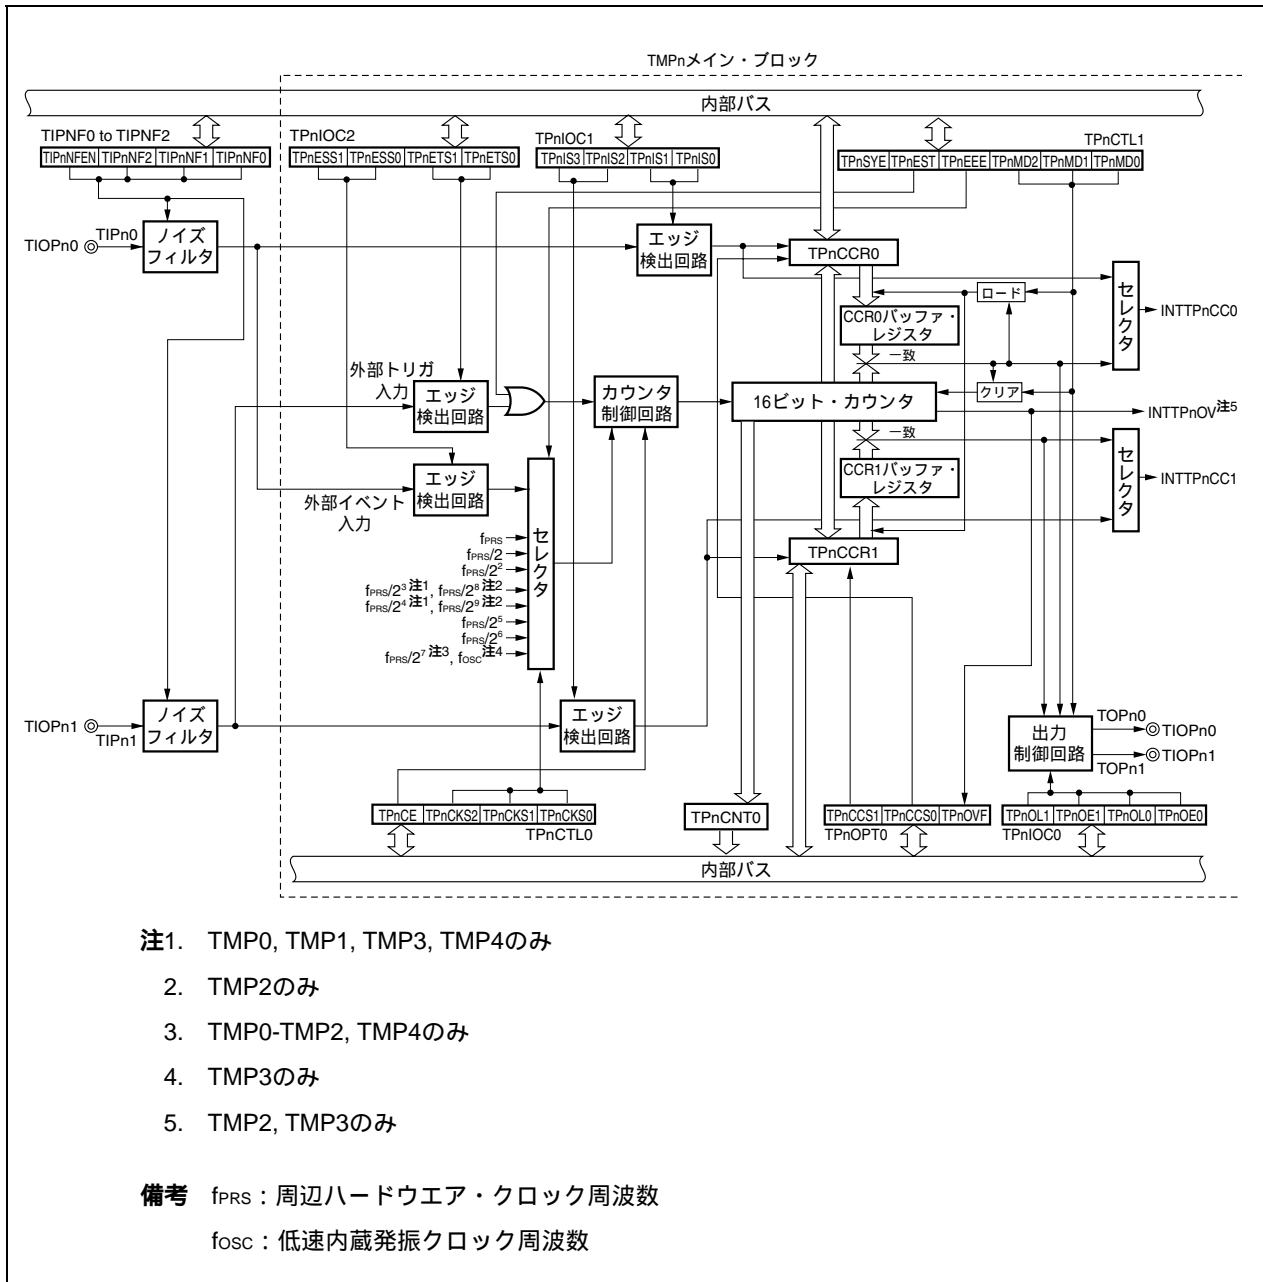 TMPnメイン・ブロック
内部バス
TIPNF0 to TIPNF2
TIPnNFEN TIPnNF2 TIPnNF1 TIPnNF0
TPnIOC2
TPnESS1 TPnESS0 TPnETS1 TPnETS0
TPnIOC1
TPnIS3 TPnIS2 TPnIS1 TPnIS0
TPnCTL1
TPnSYE TPnEST TPnEEE TPnMD2 TPnMD1 TPnMD0
TIOPn0
TIPn0
ノイズ
フィルタ
エッジ
検出回路
TPnCCR0
ロード
セレクタ
INTTPnCC0
CCR0バッファ・
レジスタ
一致
クリア
外部トリガ
入力
エッジ
検出回路
カウンタ
制御回路
16ビット・カウンタ
INTTPnOV注5
一致
セレクタ
INTTPnCC1
CCR1バッファ・
レジスタ
外部イベント
入力
エッジ
検出回路
セレクタ
fPRS
fPRS/2
fPRS/2²
fPRS/2³ 注1, fPRS/2⁸ 注2
fPRS/2⁴ 注1, fPRS/2⁹ 注2
fPRS/2⁵
fPRS/2⁶
fPRS/2⁷ 注3, fOSC 注4
TPnCCR1
TIOPn1
TIPn1
ノイズ
フィルタ
エッジ
検出回路
出力
制御回路
TOPn0
TIOPn0
TIOPn1
TOPn1
TPnCE TPnCKS2 TPnCKS1 TPnCKS0
TPnCTL0
TPnCNT0
TPnCCS1 TPnCCS0 TPnOVF
TPnOPT0
TPnOL1 TPnOE1 TPnOL0 TPnOE0
TPnIOC0
内部バス
注1. TMP0, TMP1, TMP3, TMP4のみ
2. TMP2のみ
3. TMP0-TMP2, TMP4のみ
4. TMP3のみ
5. TMP2, TMP3のみ
備考 fPRS：周辺ハードウエア・クロック周波数
fOSC：低速内蔵発振クロック周波数